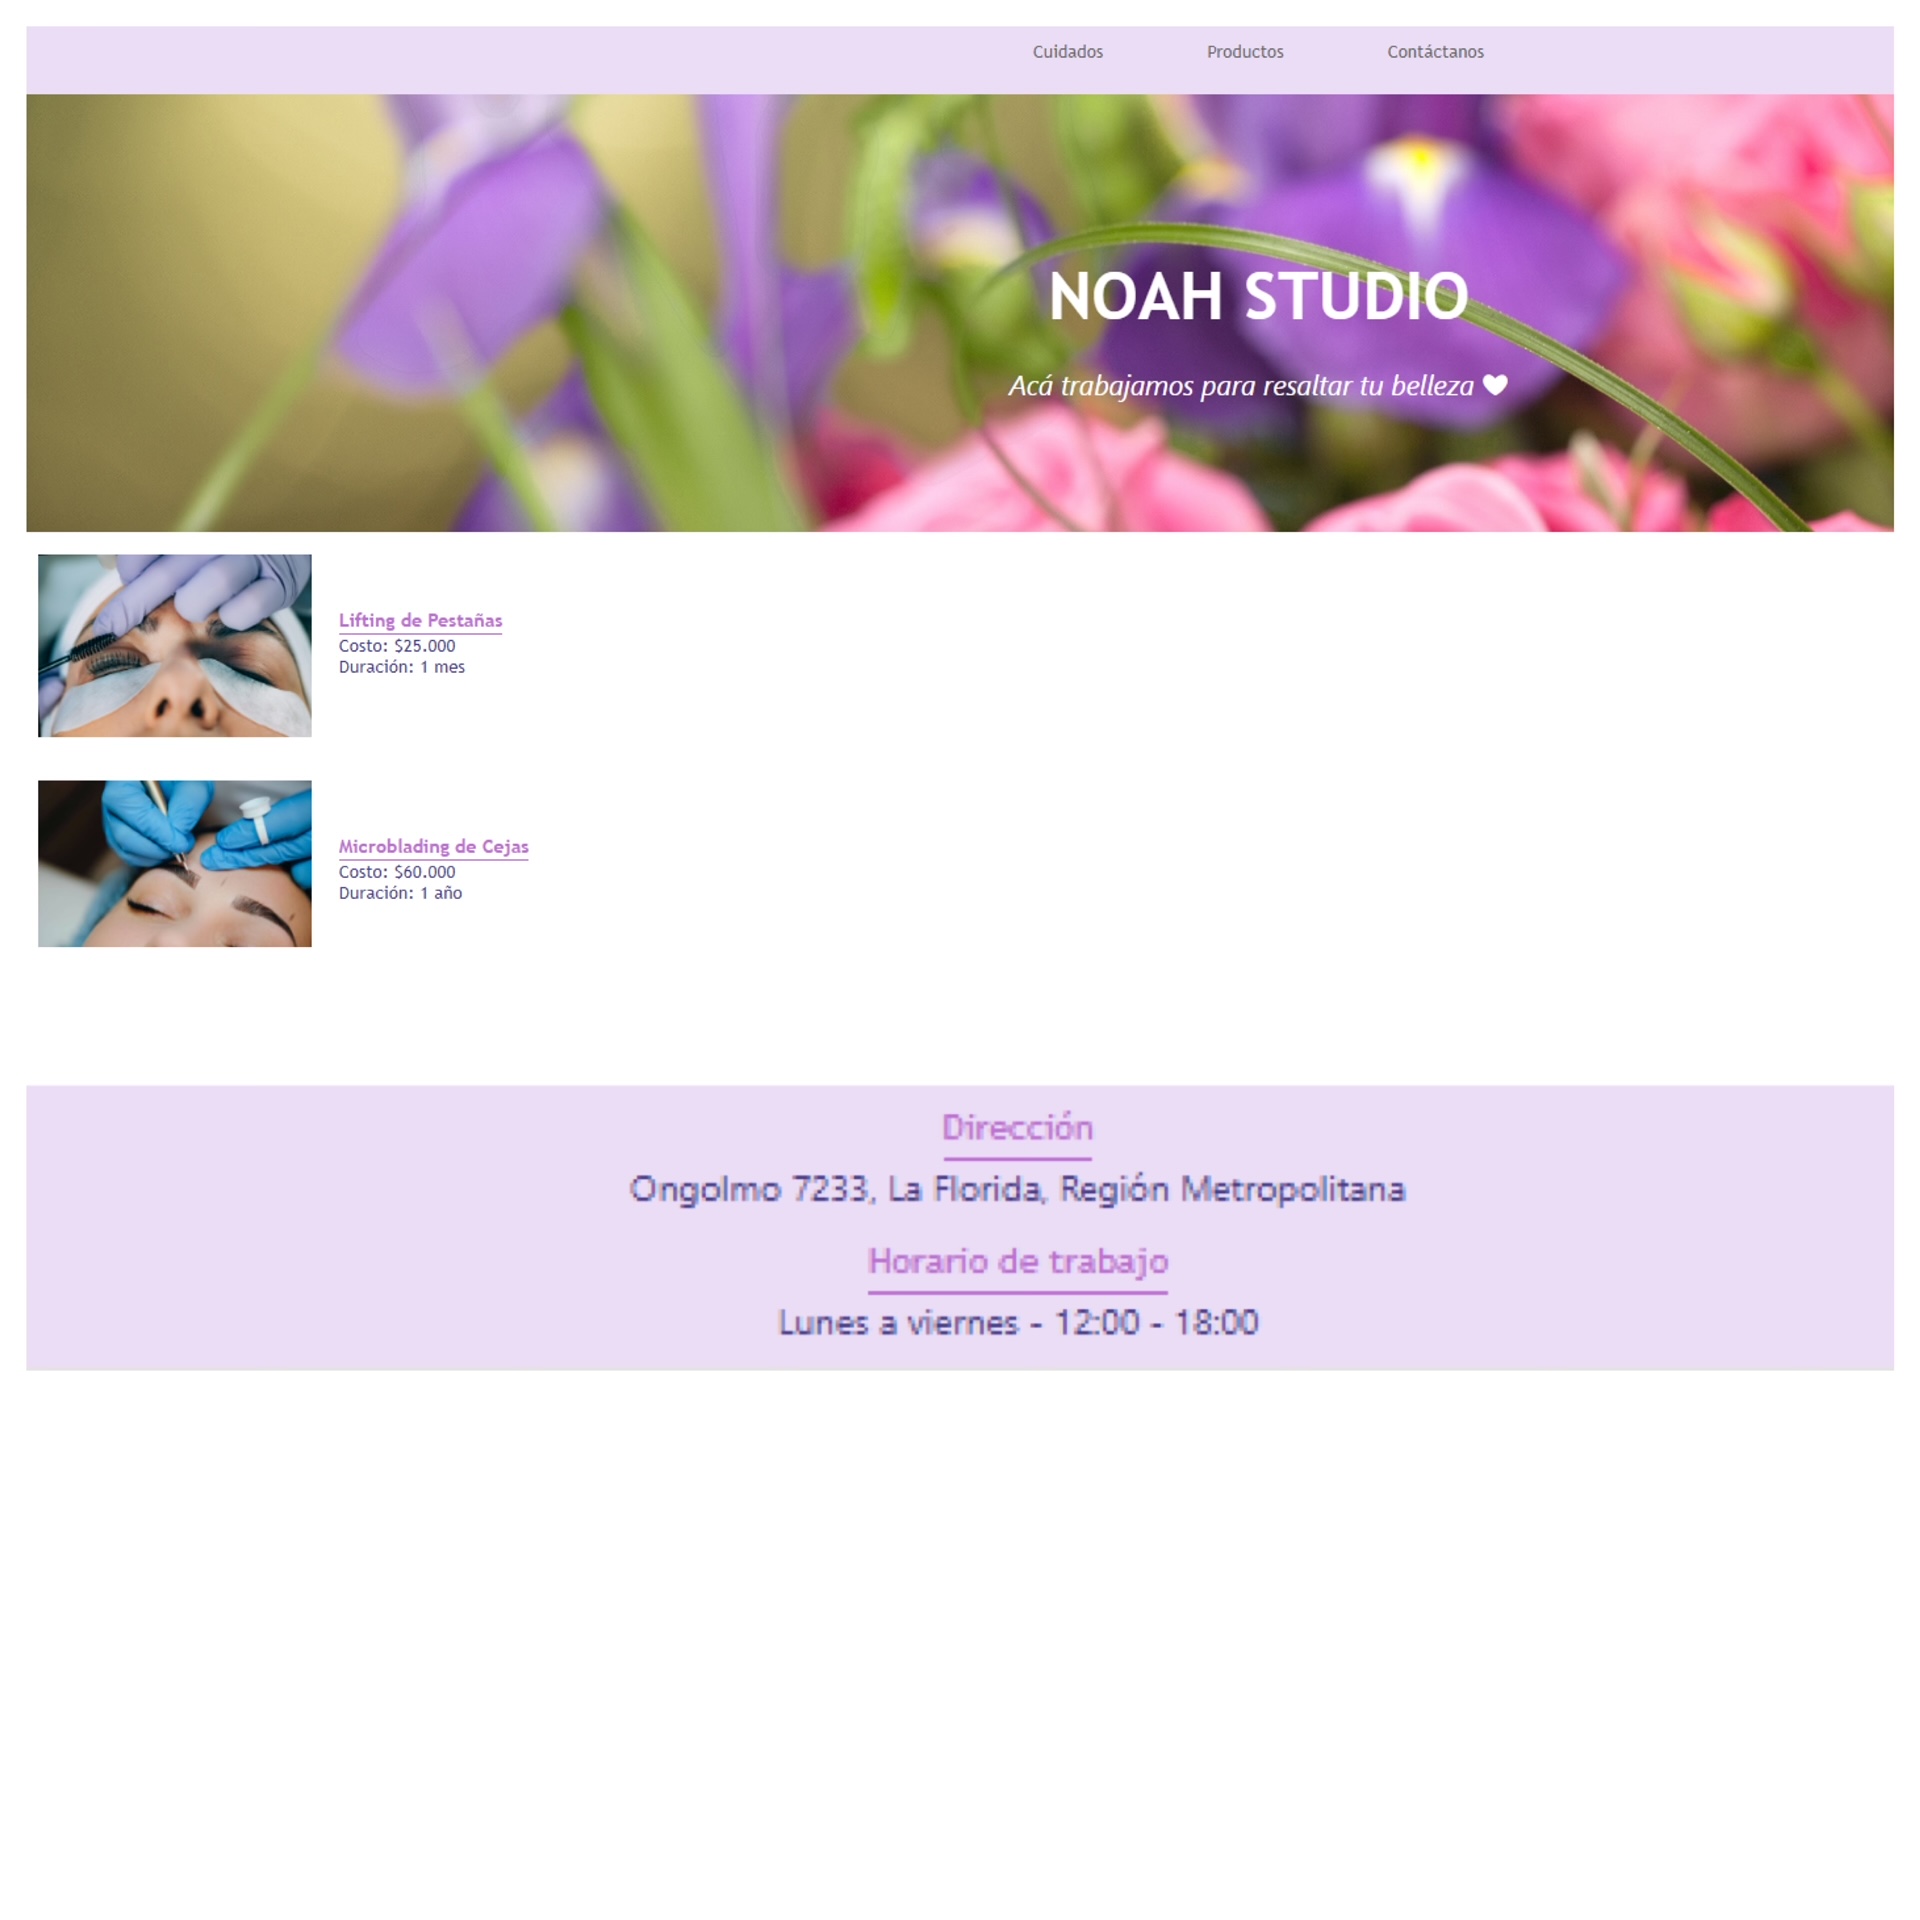 Cuidados Productos Contáctanos
NOAH STUDIO
Acá trabajamos para resaltar tu belleza 🤍
Lifting de Pestañas
Costo: $25.000
Duración: 1 mes
Microblading de Cejas
Costo: $60.000
Duración: 1 año
Dirección
Ongolmo 7233, La Florida, Región Metropolitana
Horario de trabajo
Lunes a viernes - 12:00 - 18:00